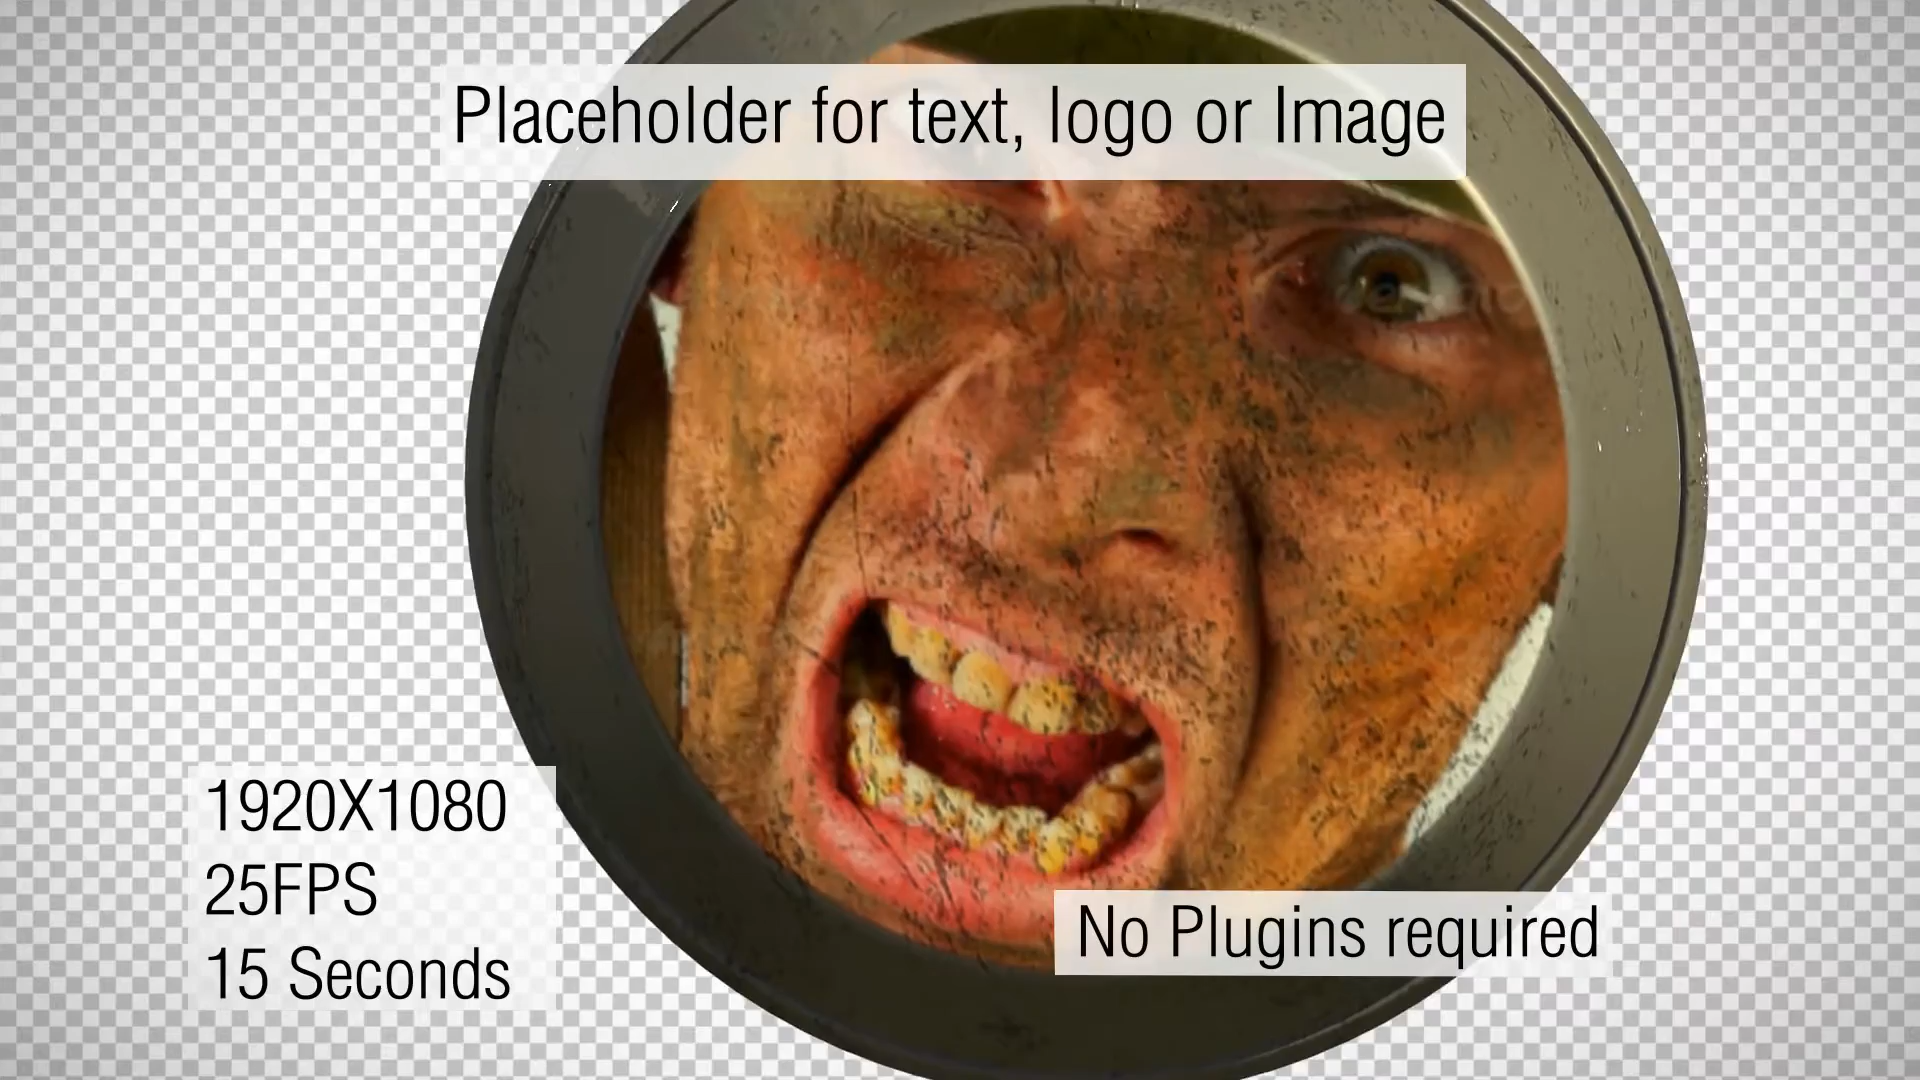 Placeholder for text, logo or Image
1920X1080
25FPS
15 Seconds
No Plugins required